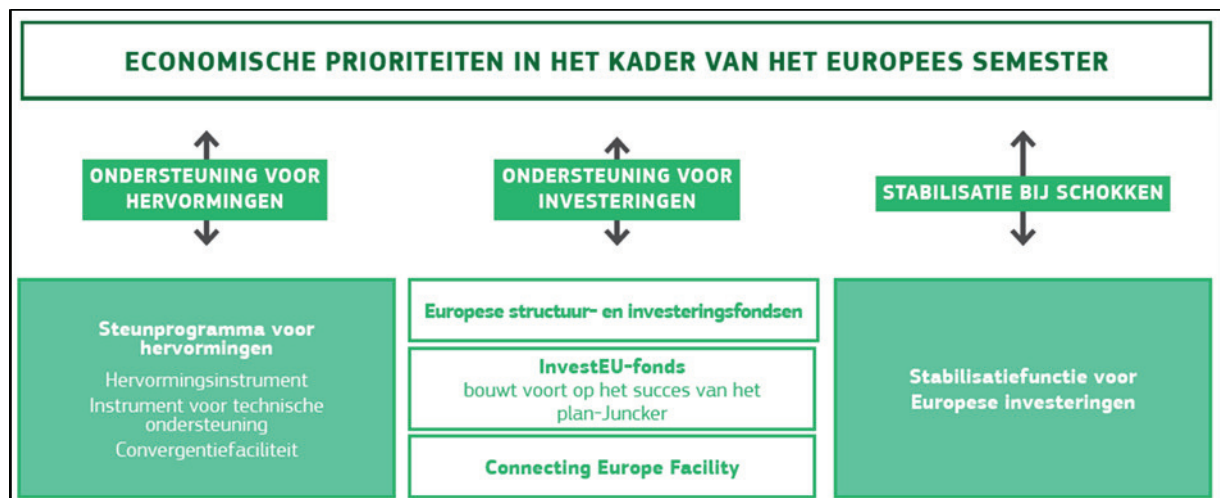 ECONOMISCHE PRIORITEITEN IN HET KADER VAN HET EUROPEES SEMESTER
ONDERSTEUNING VOOR
HERVORMINGEN
ONDERSTEUNING VOOR
INVESTERINGEN
STABILISATIE BIJ SCHOKKEN
Steunprogramma voor
hervormingen
Hervormingsinstrument
Instrument voor technische
ondersteuning
Convergentiefaciliteit
Europese structuur- en investeringsfondsen
InvestEU-fonds
bouwt voort op het succes van het
plan-Juncker
Connecting Europe Facility
Stabilisatiefunctie voor
Europese investeringen